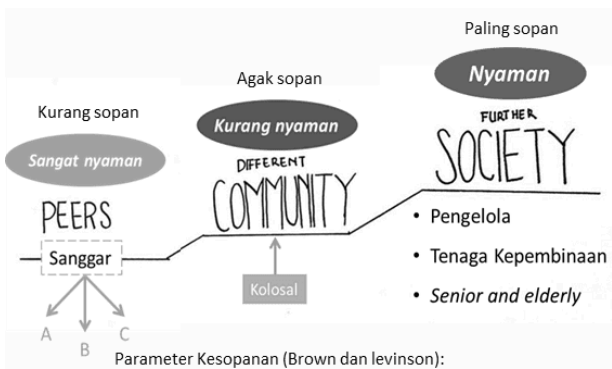 Paling sopan
Nyaman
Agak sopan
Kurang nyaman
Kurang sopan
Sangat nyaman
FURTHER
SOCIETY
DIFFERENT
COMMUNITY
PEERS
Sanggar
A
B
C
Kolosal
• Pengelola
• Tenaga Kepembinaan
• Senior and elderly
Parameter Kesopanan (Brown dan levinson):